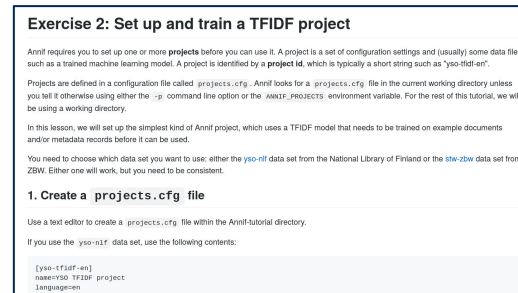 Exercise 2: Set up and train a TFIDF project
Annif requires you to set up one or more projects before you can use it. A project is a set of configuration settings and (usually) some data file
such as a trained machine learning model. A project is identified by a project id, which is typically a short string such as "yso-tfidf-en".
Projects are defined in a configuration file called projects.cfg. Annif looks for a projects.cfg file in the current working directory unless
you tell it otherwise using either the -p command line option or the ANNIF_PROJECTS environment variable. For the rest of this tutorial, we wil
be using a working directory.
In this lesson, we will set up the simplest kind of Annif project, which uses a TFIDF model that needs to be trained on example documents
and/or metadata records before it can be used.
You need to choose which data set you want to use: either the yso-nlf data set from the National Library of Finland or the stw-zbw data set from
ZBW. Either one will work, but you need to be consistent.
1. Create a projects.cfg file
Use a text editor to create a projects.cfg file within the Annif-tutorial directory.
If you use the yso-nlf data set, use the following contents:
[yso-tfidf-en]
name=YSO TFIDF project
language=en